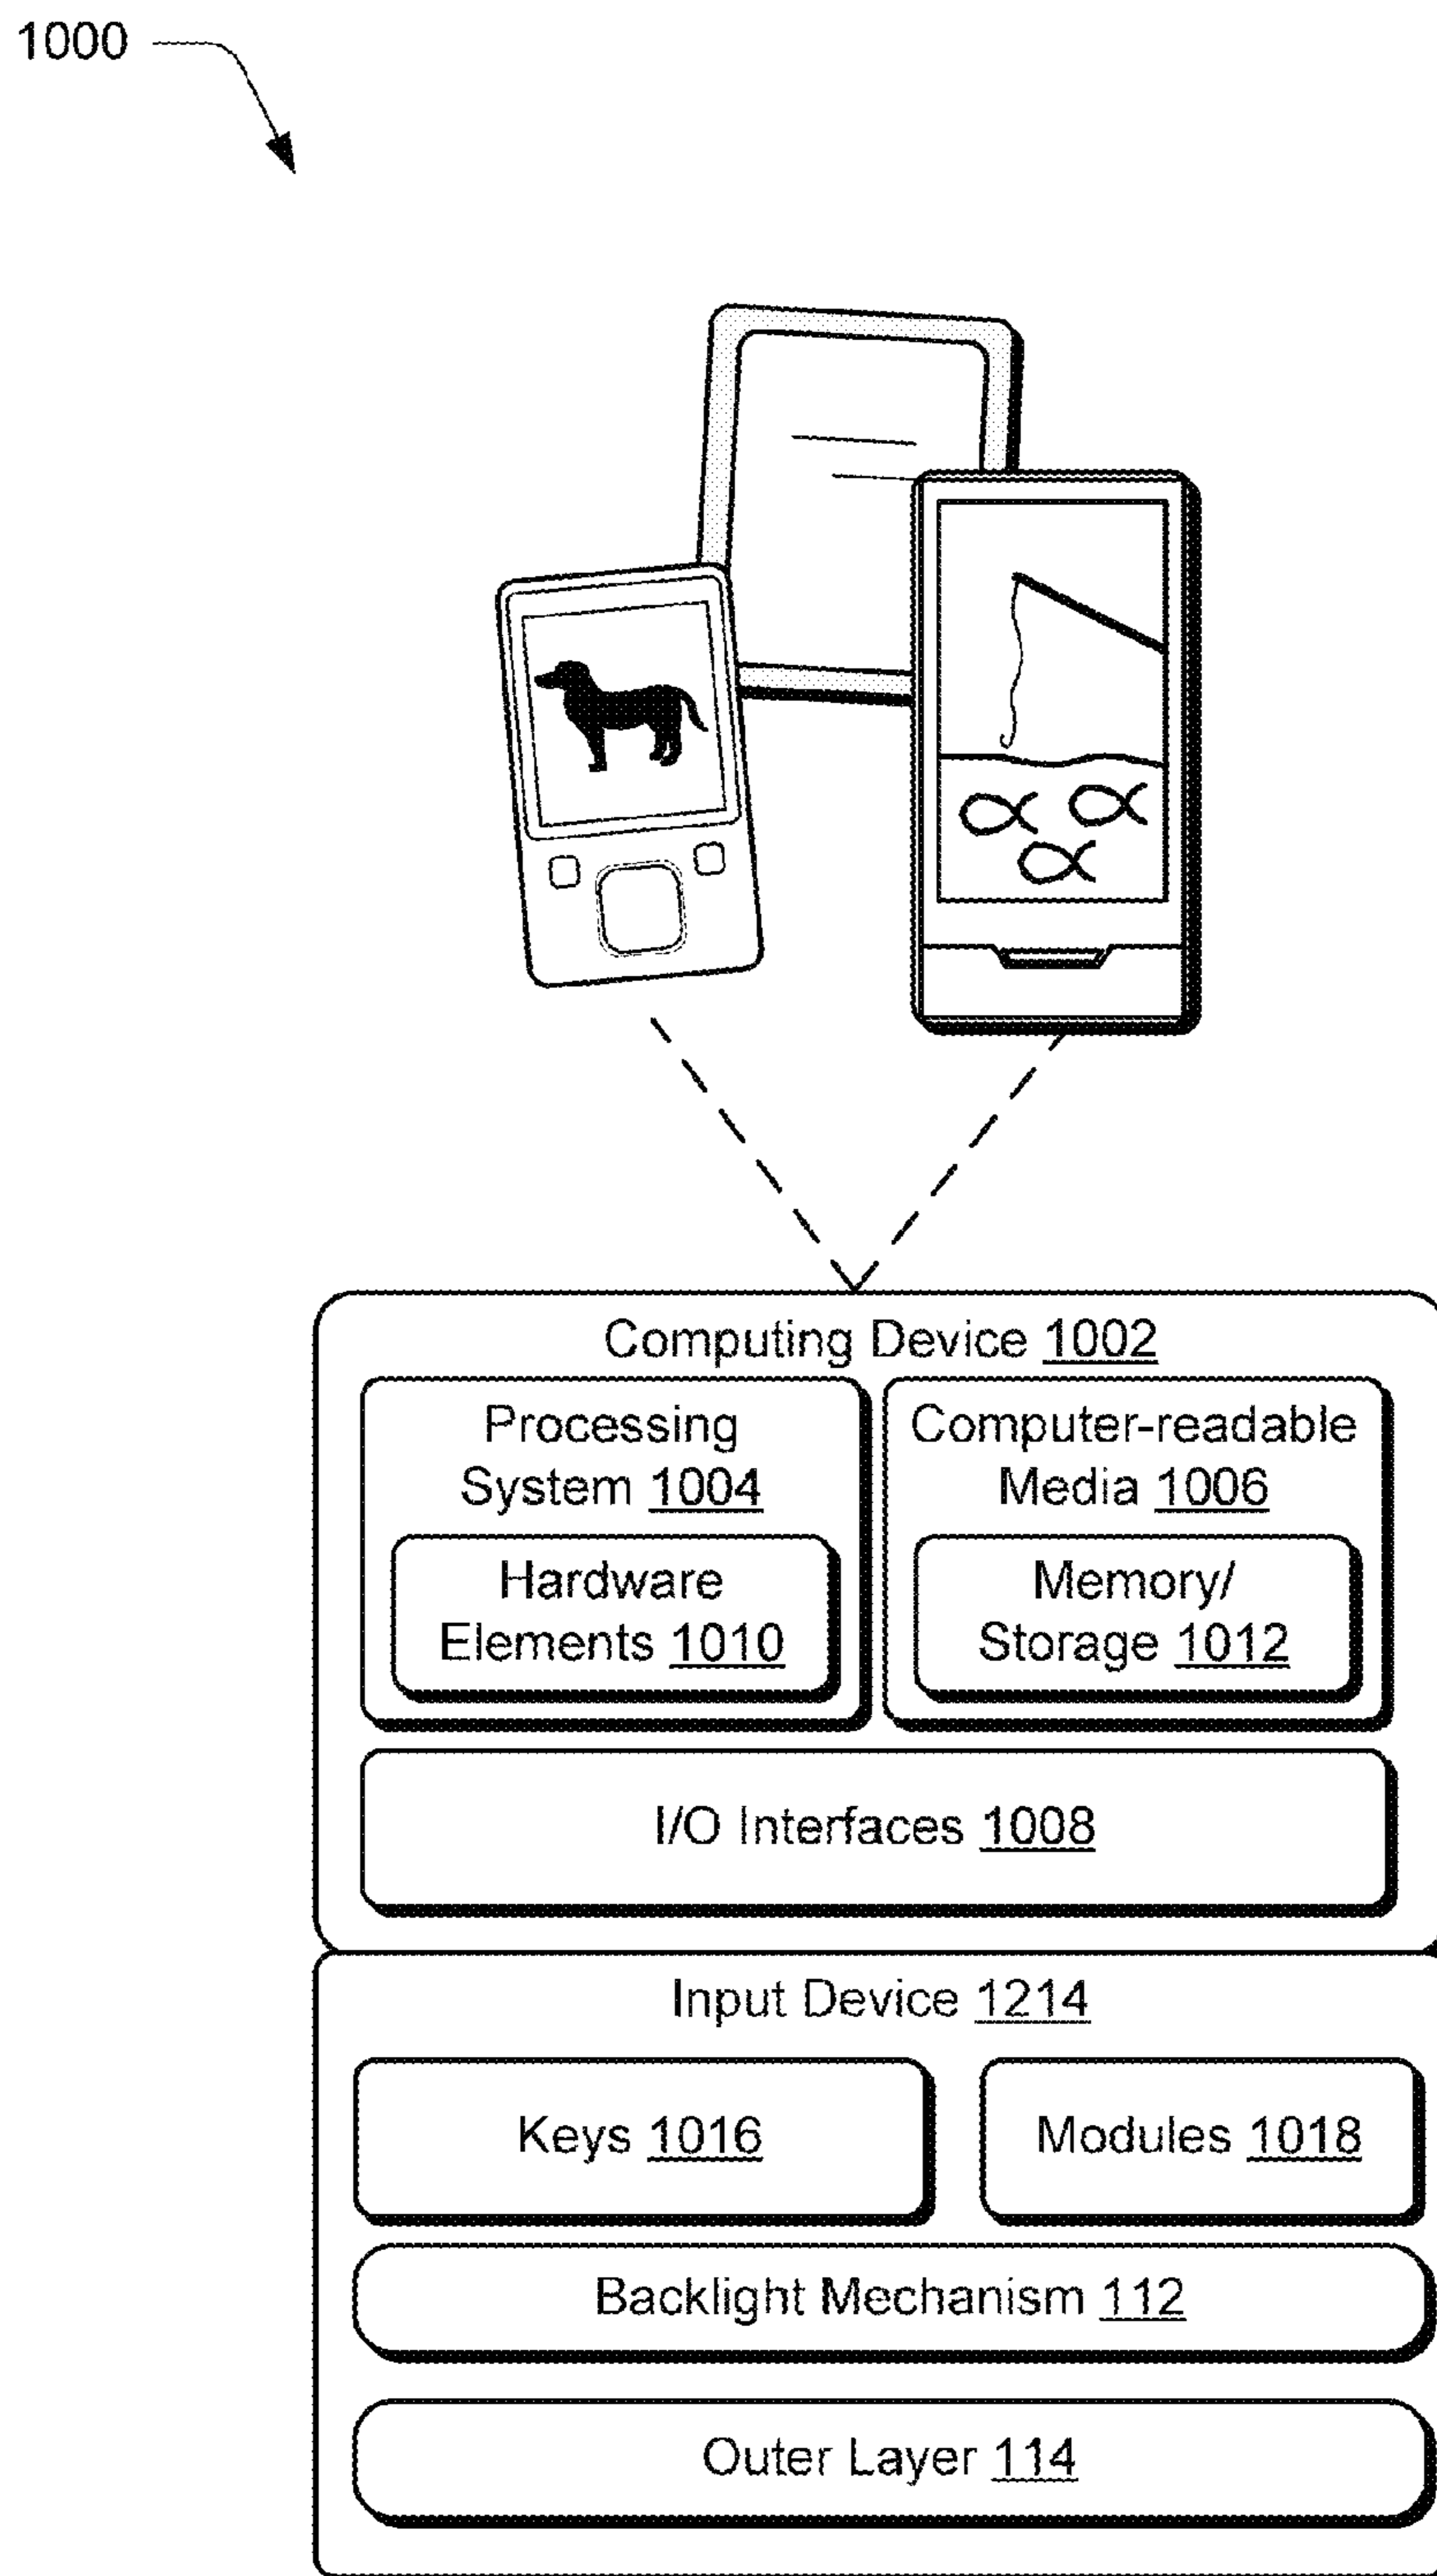 1000
Computing Device 1002
Processing
System 1004
Hardware
Elements 1010
Computer-readable
Media 1006
Memory/
Storage 1012
I/O Interfaces 1008
Input Device 1214
Keys 1016
Modules 1018
Backlight Mechanism 112
Outer Layer 114